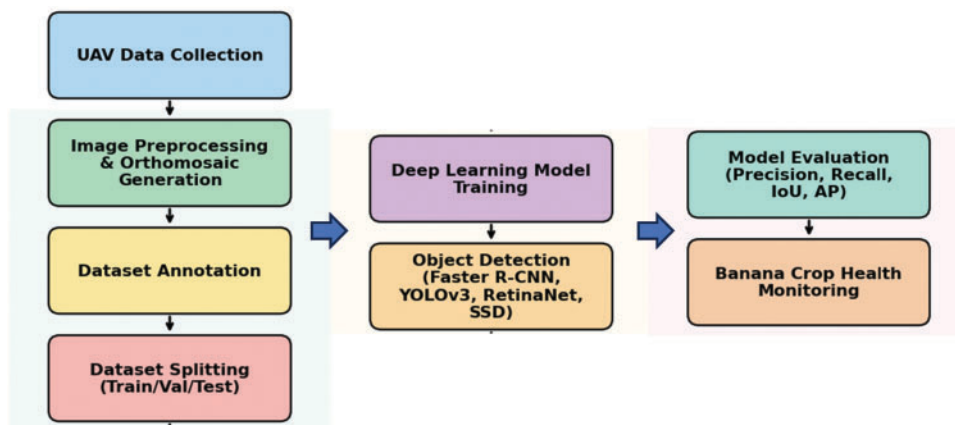 UAV Data Collection
Image Preprocessing
& Orthomosaic
Generation
Dataset Annotation
Dataset Splitting
(Train/Val/Test)
Deep Learning Model
Training
Object Detection
(Faster R-CNN,
YOLOv3, RetinaNet,
SSD)
Model Evaluation
(Precision, Recall,
IoU, AP)
Banana Crop Health
Monitoring